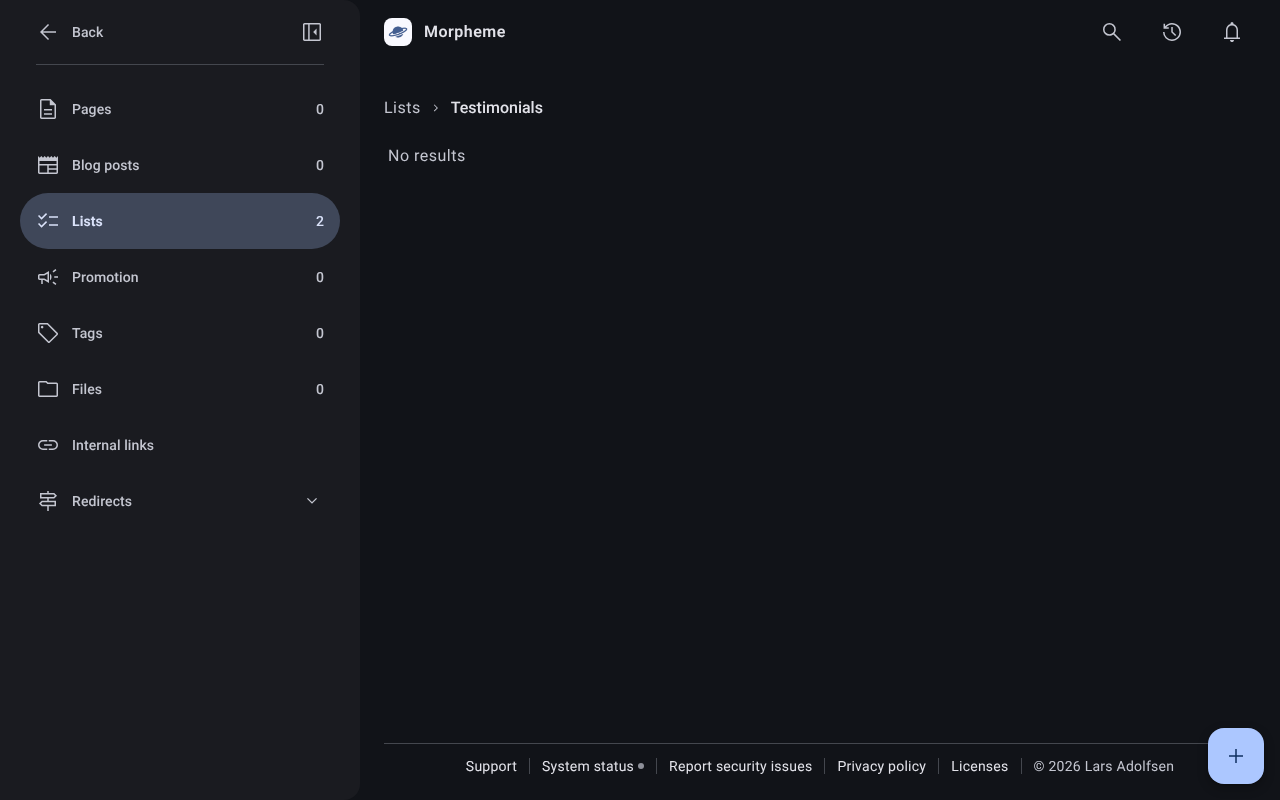 Back
Pages 0
Blog posts 0
Lists 2
Promotion 0
Tags 0
Files 0
Internal links
Redirects
Morpheme
Lists › Testimonials
No results
Support
System status
Report security issues
Privacy policy
Licenses
© 2026 Lars Adolfsen